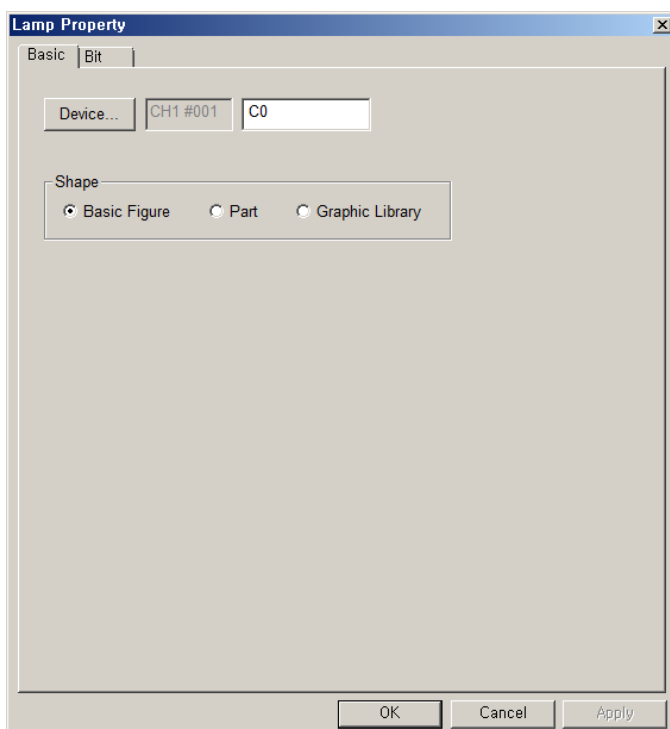 Lamp Property
Basic Bit
Device... CH1 #001 C0
Shape
Basic Figure Part Graphic Library
OK Cancel Apply